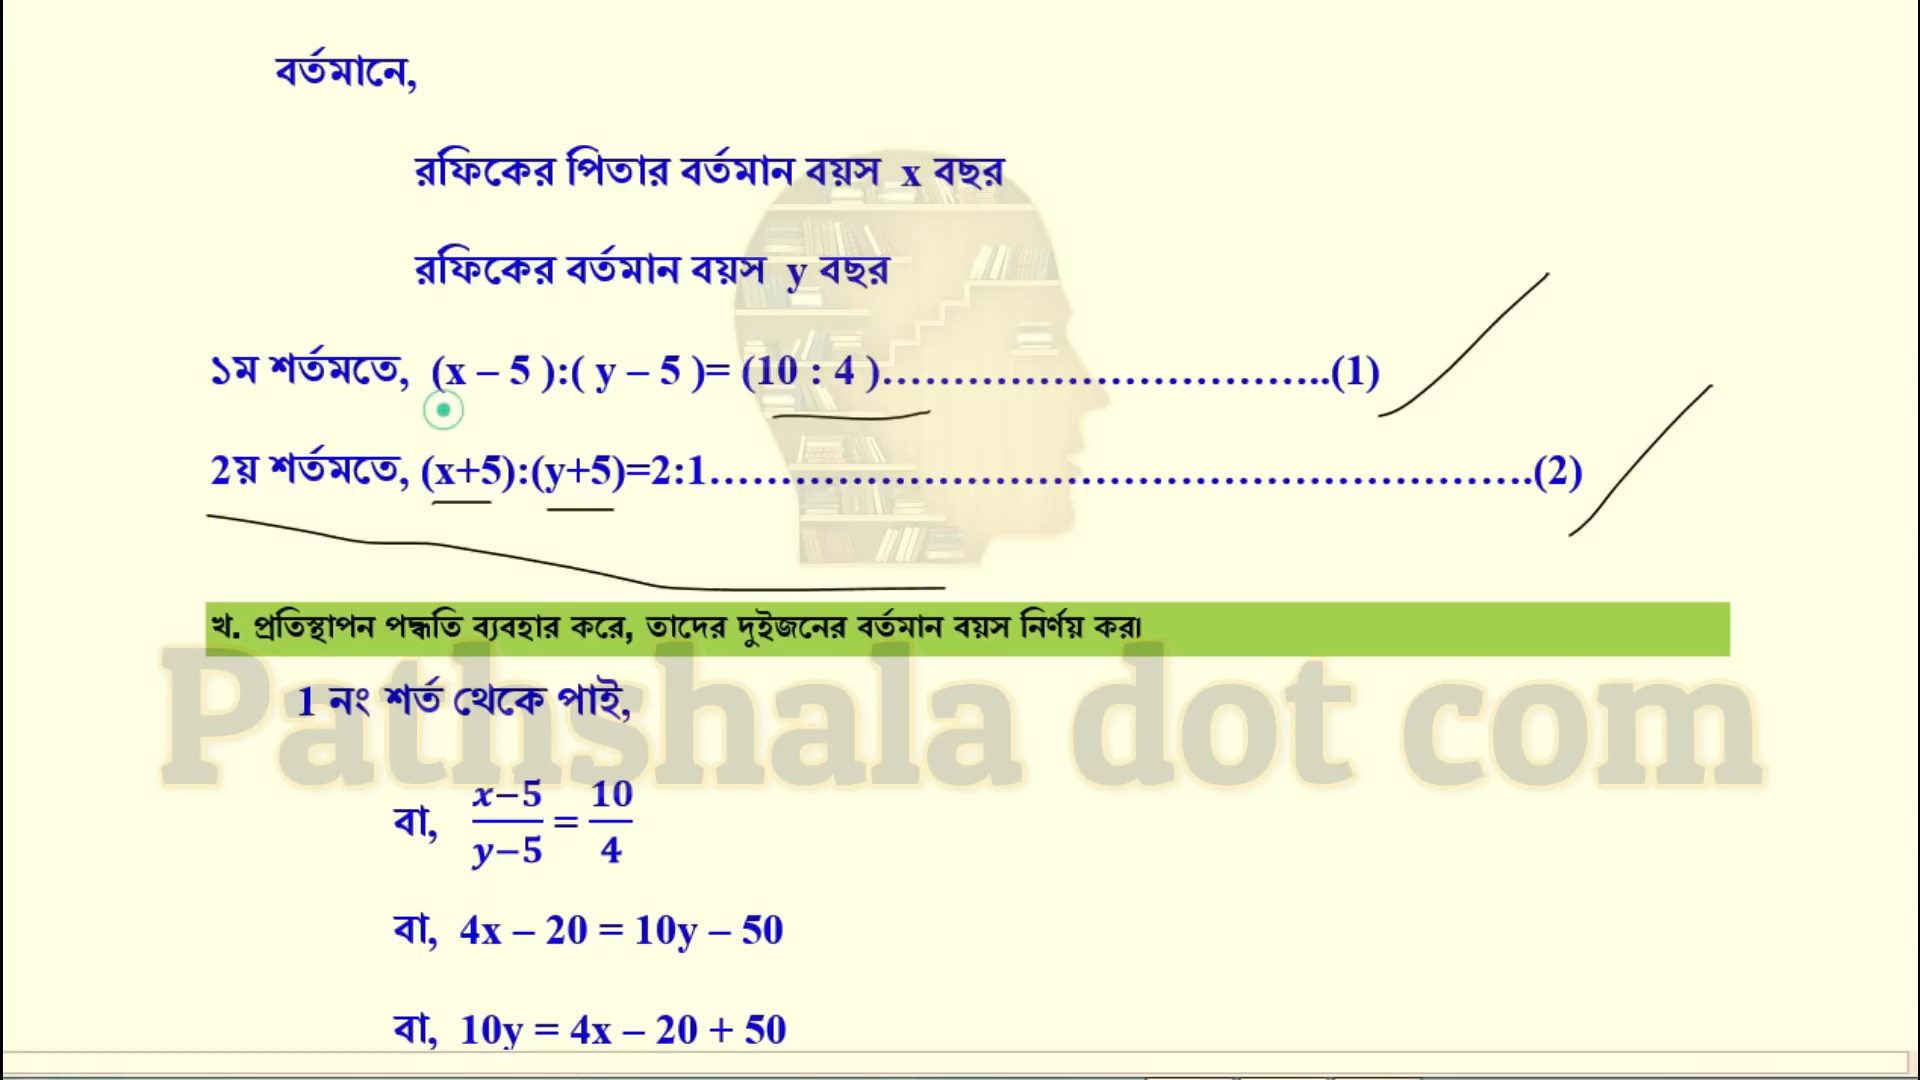 বর্তমানে,
রফিকের পিতার বর্তমান বয়স x বছর
রফিকের বর্তমান বয়স y বছর
১ম শর্তমতে, (x – 5 ):( y – 5 )= (10 : 4 )……………………………..(1)
2য় শর্তমতে, (x+5):(y+5)=2:1…………………………………………………….(2)
খ. প্রতিস্থাপন পদ্ধতি ব্যবহার করে, তাদের দুইজনের বর্তমান বয়স নির্ণয় কর।
Pathshala dot com
1 নং শর্ত থেকে পাই,
বা, x−5/y−5 = 10/4
বা, 4x – 20 = 10y – 50
বা, 10y = 4x – 20 + 50